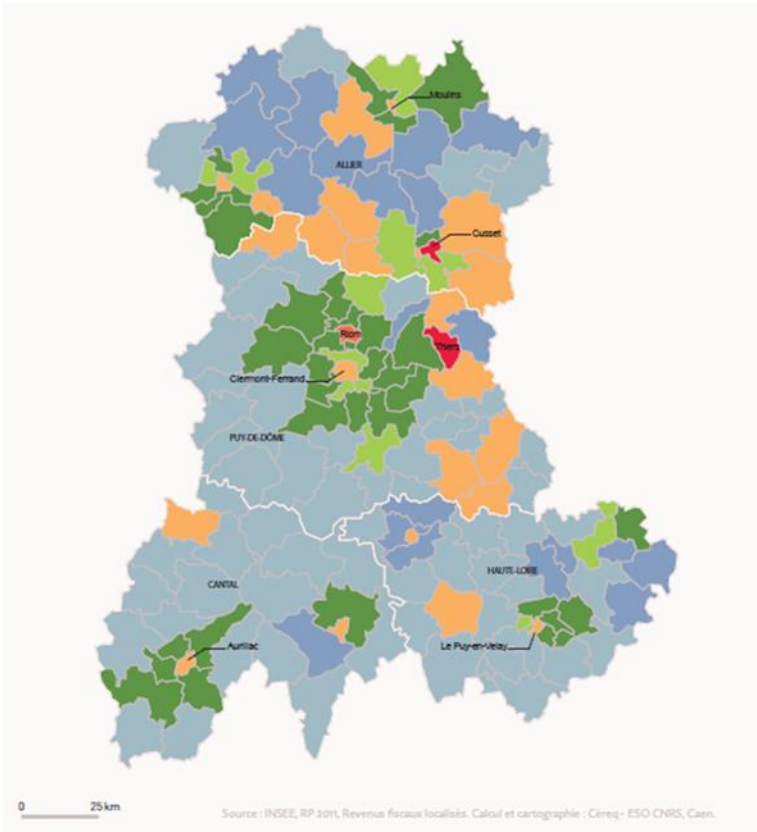 Moulins
ALLIER
Cusset
Riom
Thiers
Clermont-Ferrand
PUY-DE-DÔME
CANTAL
HAUTE-LOIRE
Aurillac
Le Puy-en-Velay
0 25 km
Source : INSEE, RP 2011, Revenus fiscaux localisés. Calcul et cartographie : Céreq - ESO CNRS, Caen.